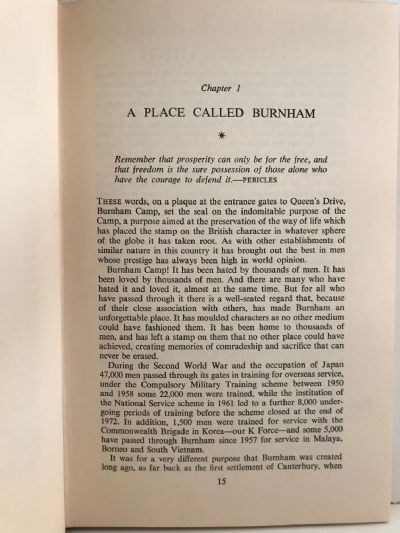 Chapter 1
A PLACE CALLED BURNHAM
*
Remember that prosperity can only be for the free, and
that freedom is the sure possession of those alone who
have the courage to defend it.—PERICLES
THESE words, on a plaque at the entrance gates to Queen's Drive,
Burnham Camp, set the seal on the indomitable purpose of the
Camp, a purpose aimed at the preservation of the way of life which
has placed the stamp on the British character in whatever sphere
of the globe it has taken root. As with other establishments of
similar nature in this country it has brought out the best in men
whose prestige has always been high in world opinion.
Burnham Camp! It has been hated by thousands of men. It has
been loved by thousands of men. And there are many who have
hated it and loved it, almost at the same time. But for all who
have passed through it there is a well-seated regard that, because
of their close association with others, has made Burnham an
unforgettable place. It has moulded characters as no other medium
could have fashioned them. It has been home to thousands of
men, and has left a stamp on them that no other place could have
achieved, creating memories of comradeship and sacrifice that can
never be erased.
During the Second World War and the occupation of Japan
47,000 men passed through its gates in training for overseas service,
under the Compulsory Military Training scheme between 1950
and 1958 some 22,000 men were trained, while the institution of
the National Service scheme in 1961 led to a further 8,000 under-
going periods of training before the scheme closed at the end of
1972. In addition, 1,500 men were trained for service with the
Commonwealth Brigade in Korea—our K Force—and some 5,000
have passed through Burnham since 1957 for service in Malaya,
Borneo and South Vietnam.
It was for a very different purpose that Burnham was created
long ago, as far back as the first settlement of Canterbury, when
15